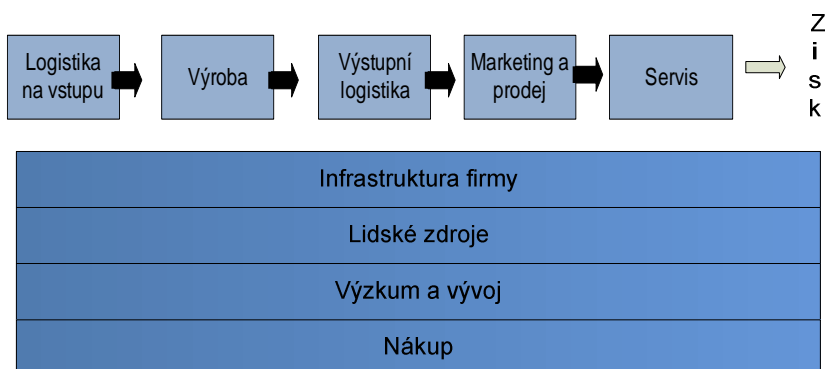 Logistika
na vstupu
Výroba
Výstupní
logistika
Marketing a
prodej
Servis
Z
i
s
k
Infrastruktura firmy
Lidské zdroje
Výzkum a vývoj
Nákup